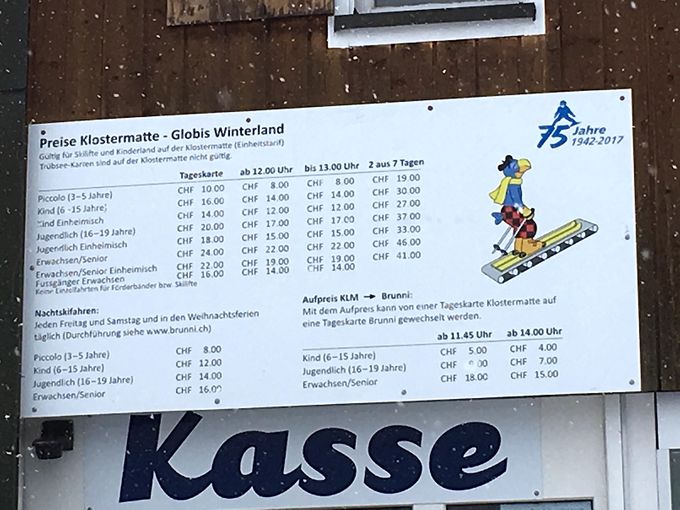 Preise Klostermatte - Globis Winterland
Gültig für Skilifte und Kinderland auf der Klostermatte (Einheitstarif)
Trübsee-Karren sind auf der Klostermatte nicht gültig.
75 Jahre
1942-2017
Tageskarte ab 12.00 Uhr bis 13.00 Uhr 2 aus 7 Tagen
Piccolo (3-5 Jahre) CHF 10.00 CHF 8.00 CHF 8.00 CHF 19.00
Kind (6-15 Jahre) CHF 16.00 CHF 14.00 CHF 14.00 CHF 30.00
Kind Einheimisch CHF 14.00 CHF 12.00 CHF 12.00 CHF 27.00
Jugendlich (16-19 Jahre) CHF 20.00 CHF 17.00 CHF 17.00 CHF 37.00
Jugendlich Einheimisch CHF 18.00 CHF 15.00 CHF 15.00 CHF 33.00
Erwachsen/Senior CHF 24.00 CHF 22.00 CHF 22.00 CHF 46.00
Erwachsen/Senior Einheimisch CHF 22.00 CHF 19.00 CHF 19.00 CHF 41.00
Fussgänger Erwachsen CHF 16.00 CHF 14.00 CHF 14.00
Keine Einzelfahrten für Förderbänder bzw. Skilifte
Nachtskifahren:
Jeden Freitag und Samstag und in den Weihnachtsferien
täglich (Durchführung siehe www.brunni.ch)
Piccolo (3-5 Jahre) CHF 8.00
Kind (6-15 Jahre) CHF 12.00
Jugendlich (16-19 Jahre) CHF 14.00
Erwachsen/Senior CHF 16.00
Aufpreis KLM → Brunni:
Mit dem Aufpreis kann von einer Tageskarte Klostermatte auf
eine Tageskarte Brunni gewechselt werden.
ab 11.45 Uhr ab 14.00 Uhr
Kind (6-15 Jahre) CHF 5.00 CHF 4.00
Jugendlich (16-19 Jahre) CHF CHF 7.00
Erwachsen/Senior CHF 18.00 CHF 15.00
Kasse